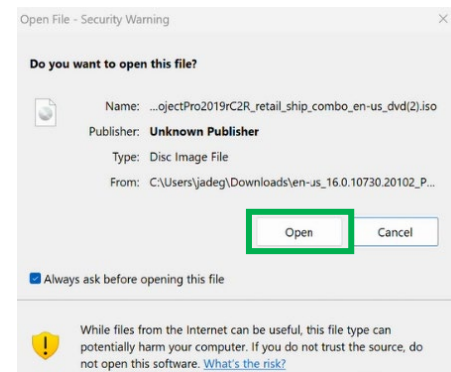 Open File - Security Warning
Do you want to open this file?
Name: ...ojectPro2019rC2R_retail_ship_combo_en-us_dvd(2).iso
Publisher: Unknown Publisher
Type: Disc Image File
From: C:\Users\jadeg\Downloads\en-us_16.0.10730.20102_P...
Open Cancel
Always ask before opening this file
While files from the Internet can be useful, this file type can
potentially harm your computer. If you do not trust the source, do
not open this software. What's the risk?